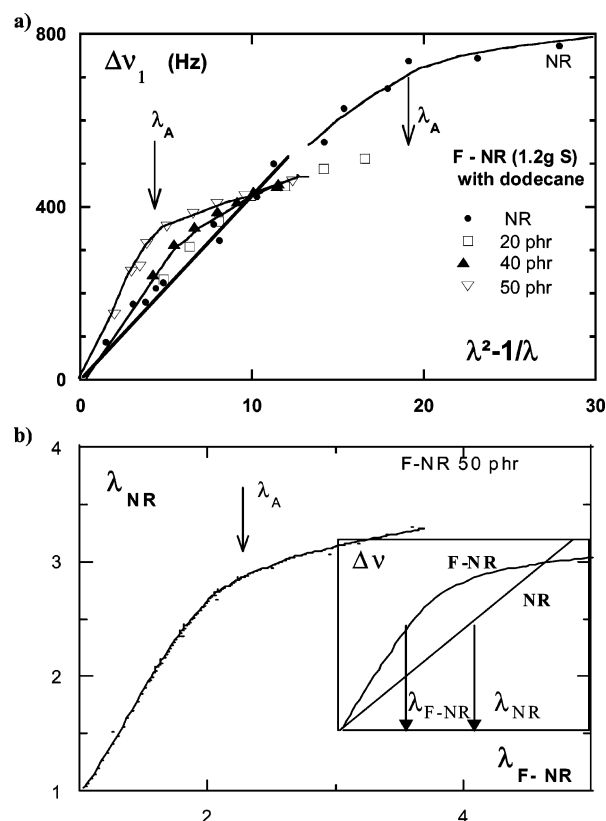 a)
800
400
0
Δν₁ (Hz)
λA
NR
λA
F - NR (1.2g S)
with dodecane
NR
20 phr
40 phr
50 phr
λ²-1/λ
0
10
20
30
b)
4
3
2
1
λNR
F-NR 50 phr
λA
Δν
F-NR
NR
λF-NR
λNR
λF- NR
2
4